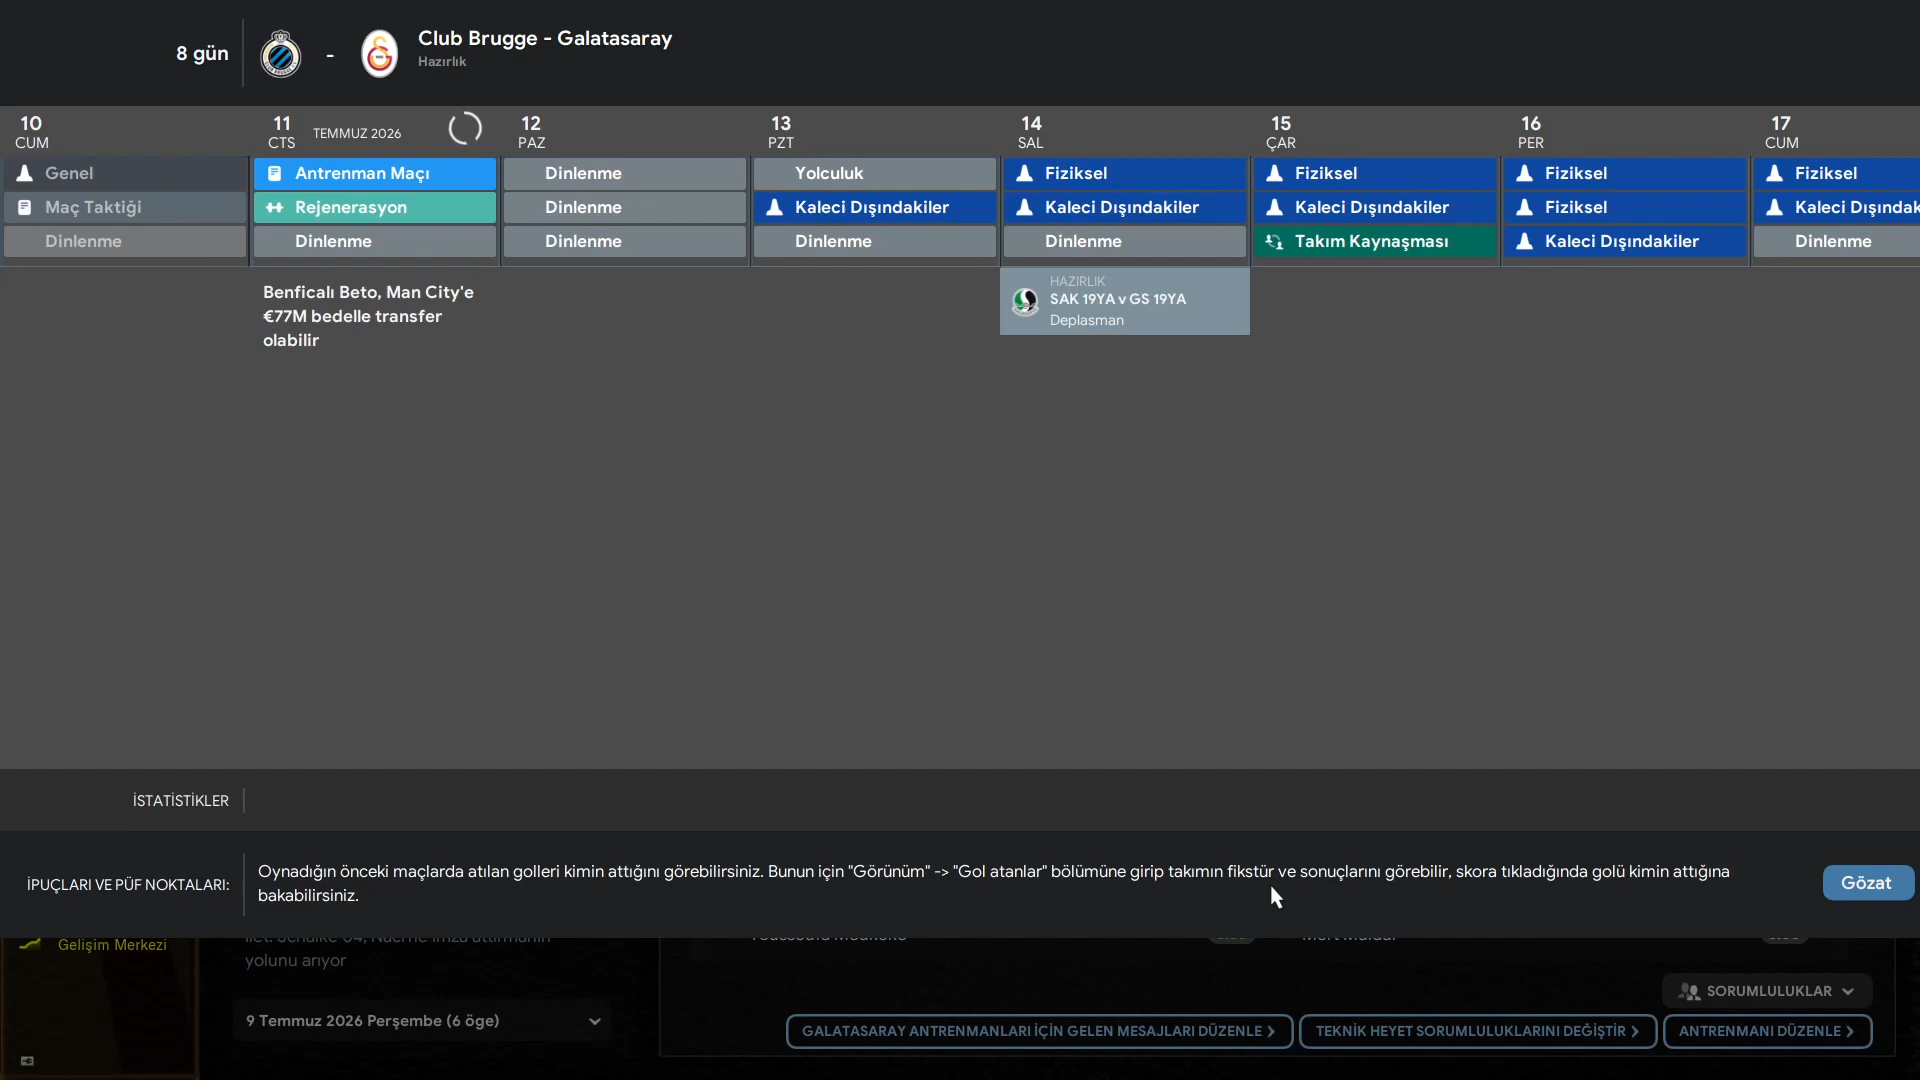 8 gün
-
Club Brugge - Galatasaray
Hazırlık
10
CUM
11
CTS
TEMMUZ 2026
12
PAZ
13
PZT
14
SAL
15
ÇAR
16
PER
17
CUM
Genel
Maç Taktiği
Dinlenme
Antrenman Maçı
Rejenerasyon
Dinlenme
Dinlenme
Dinlenme
Dinlenme
Yolculuk
Kaleci Dışındakiler
Dinlenme
Fiziksel
Kaleci Dışındakiler
Dinlenme
Fiziksel
Kaleci Dışındakiler
Takım Kaynaşması
Fiziksel
Fiziksel
Kaleci Dışındakiler
Fiziksel
Kaleci Dışındak
Dinlenme
Benficalı Beto, Man City'e
€77M bedelle transfer
olabilir
HAZIRLIK
SAK 19YA v GS 19YA
Deplasman
İSTATİSTİKLER
İPUÇLARI VE PÜF NOKTALARI:
Oynadığın önceki maçlarda atılan golleri kimin attığını görebilirsiniz. Bunun için "Görünüm" -> "Gol atanlar" bölümüne girip takımın fikstür ve sonuçlarını görebilir, skora tıkladığında golü kimin attığına
bakabilirsiniz.
Gözat
Gelişim Merkezi
yolunu arıyor
9 Temmuz 2026 Perşembe (6 öge)
SORUMLULUKLAR
GALATASARAY ANTRENMANLARI İÇİN GELEN MESAJLARI DÜZENLE >
TEKNİK HEYET SORUMLULUKLARINI DEĞİŞTİR >
ANTRENMANI DÜZENLE >